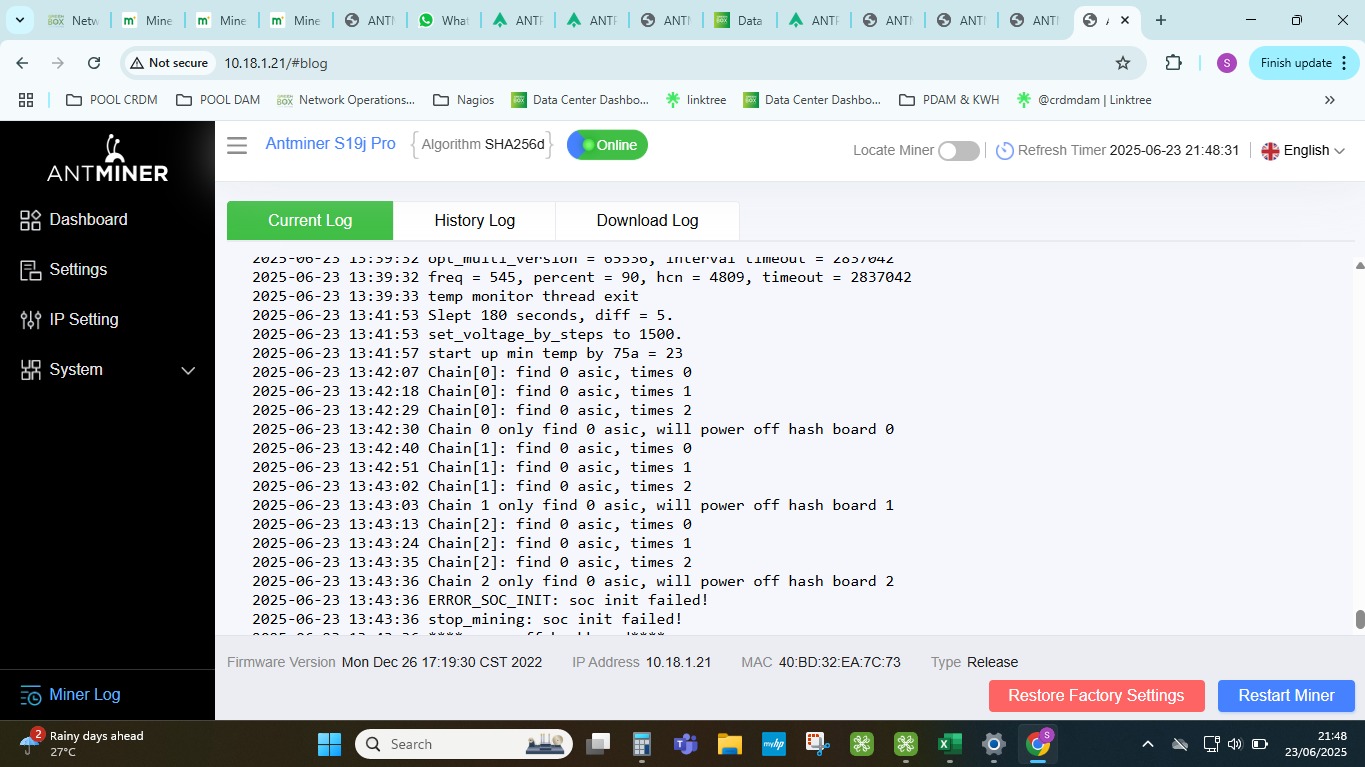 Netw
Mine
Mine
Mine
ANTI
What
ANTF
ANTF
ANTI
Data
ANTF
ANTI
ANTI
ANTI
Not secure
10.18.1.21/#blog
S
Finish update
POOL CRDM
POOL DAM
Network Operations...
Nagios
Data Center Dashbo...
linktree
Data Center Dashbo...
PDAM & KWH
@crdmdam | Linktree
»
ANTMINER
Dashboard
Settings
IP Setting
System
Miner Log
Antminer S19j Pro
{Algorithm SHA256d}
Online
Locate Miner
Refresh Timer 2025-06-23 21:48:31
English
Current Log
History Log
Download Log
2025-06-23 13:39:32 opt_multi_version = 65536, interval timeout = 2837042
2025-06-23 13:39:32 freq = 545, percent = 90, hcn = 4809, timeout = 2837042
2025-06-23 13:39:33 temp monitor thread exit
2025-06-23 13:41:53 Slept 180 seconds, diff = 5.
2025-06-23 13:41:53 set_voltage_by_steps to 1500.
2025-06-23 13:41:57 start up min temp by 75a = 23
2025-06-23 13:42:07 Chain[0]: find 0 asic, times 0
2025-06-23 13:42:18 Chain[0]: find 0 asic, times 1
2025-06-23 13:42:29 Chain[0]: find 0 asic, times 2
2025-06-23 13:42:30 Chain 0 only find 0 asic, will power off hash board 0
2025-06-23 13:42:40 Chain[1]: find 0 asic, times 0
2025-06-23 13:42:51 Chain[1]: find 0 asic, times 1
2025-06-23 13:43:02 Chain[1]: find 0 asic, times 2
2025-06-23 13:43:03 Chain 1 only find 0 asic, will power off hash board 1
2025-06-23 13:43:13 Chain[2]: find 0 asic, times 0
2025-06-23 13:43:24 Chain[2]: find 0 asic, times 1
2025-06-23 13:43:35 Chain[2]: find 0 asic, times 2
2025-06-23 13:43:36 Chain 2 only find 0 asic, will power off hash board 2
2025-06-23 13:43:36 ERROR_SOC_INIT: soc init failed!
2025-06-23 13:43:36 stop_mining: soc init failed!
Firmware Version Mon Dec 26 17:19:30 CST 2022
IP Address 10.18.1.21
MAC 40:BD:32:EA:7C:73
Type Release
Restore Factory Settings
Restart Miner
2
Rainy days ahead
27°C
Search
myhp
S
21:48
23/06/2025